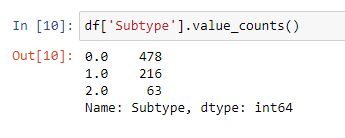 In [10]: df['Subtype'].value_counts()
Out[10]: 0.0    478
1.0    216
2.0     63
Name: Subtype, dtype: int64